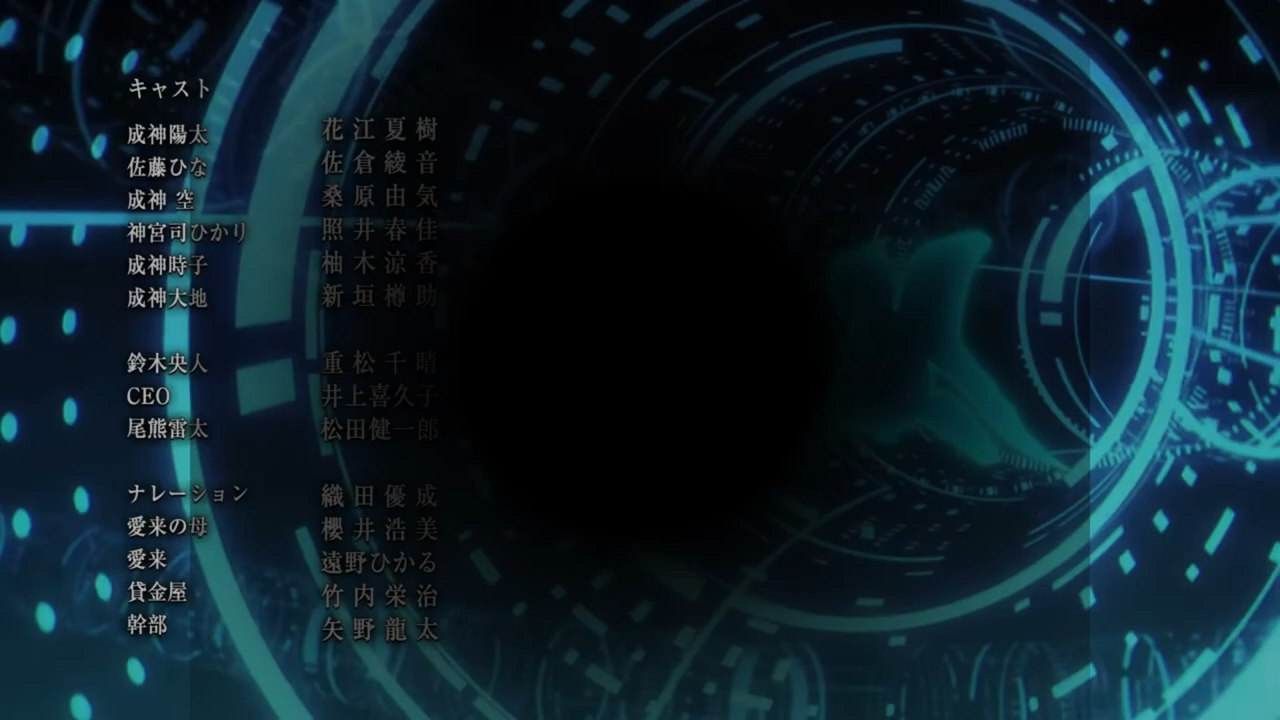 キャスト
成神陽太 花江夏樹
佐藤ひな 佐倉綾音
成神 空 桑原由気
神宮司ひかり 照井春佳
成神時子 柚木涼香
成神大地 新垣樽助
鈴木央人 重松千晴
CEO 井上喜久子
尾熊雷太 松田健一郎
ナレーション 織田優成
愛来の母 櫻井浩美
愛来 遠野ひかる
貸金屋 竹内栄治
幹部 矢野龍太